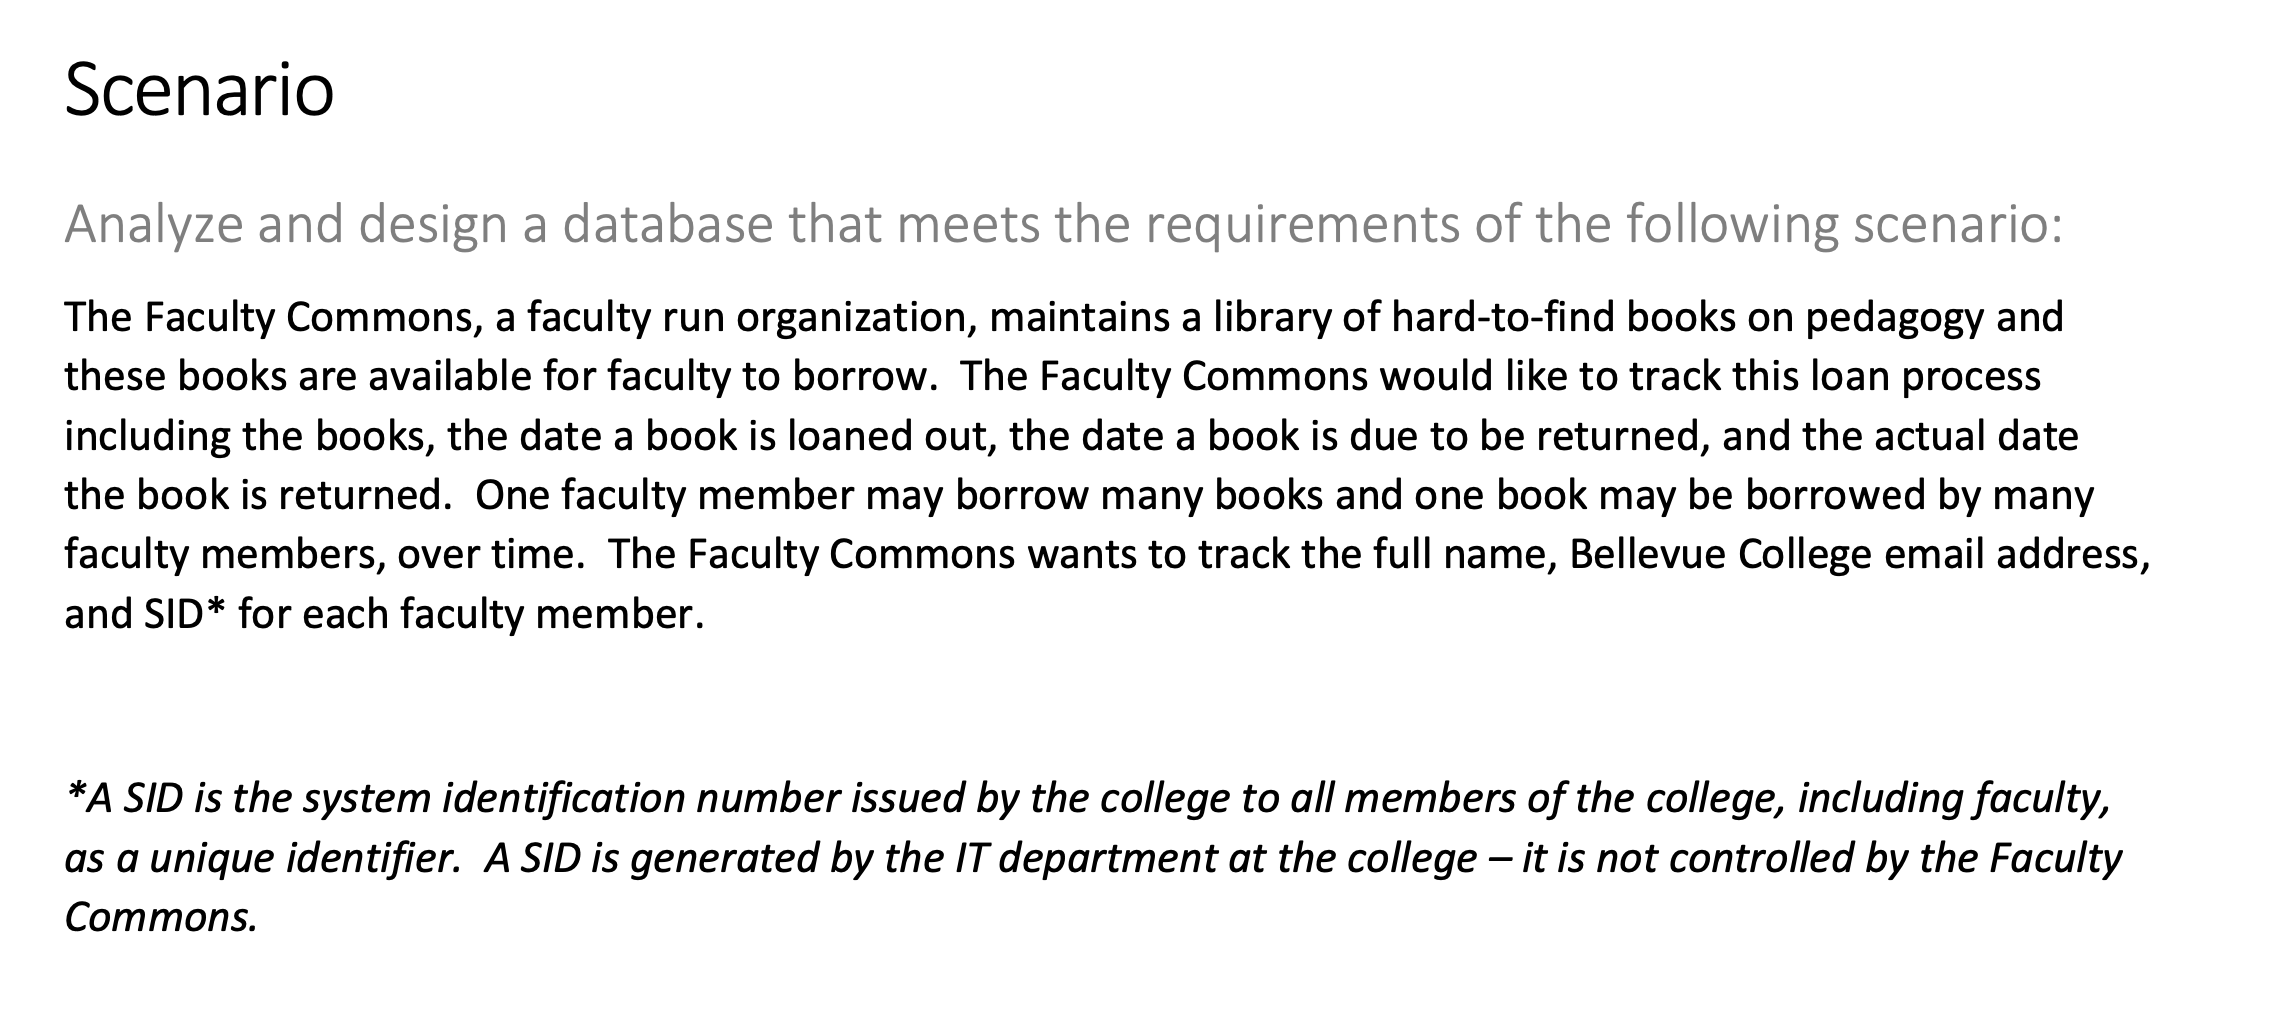 Scenario
Analyze and design a database that meets the requirements of the following scenario:
The Faculty Commons, a faculty run organization, maintains a library of hard-to-find books on pedagogy and
these books are available for faculty to borrow.  The Faculty Commons would like to track this loan process
including the books, the date a book is loaned out, the date a book is due to be returned, and the actual date
the book is returned.  One faculty member may borrow many books and one book may be borrowed by many
faculty members, over time.  The Faculty Commons wants to track the full name, Bellevue College email address,
and SID* for each faculty member.
*A SID is the system identification number issued by the college to all members of the college, including faculty,
as a unique identifier.  A SID is generated by the IT department at the college – it is not controlled by the Faculty
Commons.